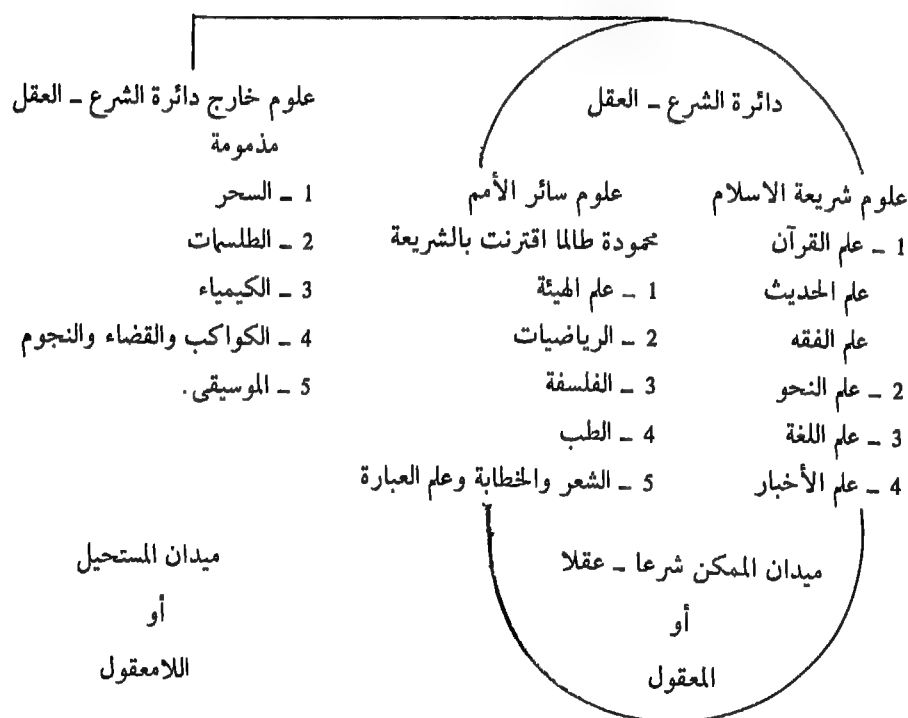 دائرة الشرع – العقل
علوم شريعة الاسلام
1 – علم القرآن
علم الحديث
علم الفقه
2 – علم النحو
3 – علم اللغة
4 – علم الأخبار
علوم سائر الأمم
محمودة طالما اقترنت بالشريعة
1 – علم الهيئة
2 – الرياضيات
3 – الفلسفة
4 – الطب
5 – الشعر والخطابة وعلم العبارة
ميدان الممكن شرعا – عقلا
أو
المعقول
علوم خارج دائرة الشرع – العقل
مذمومة
1 – السحر
2 – الطلسمات
3 – الكيمياء
4 – الكواكب والقضاء والنجوم
5 – الموسيقى.
ميدان المستحيل
أو
اللامعقول